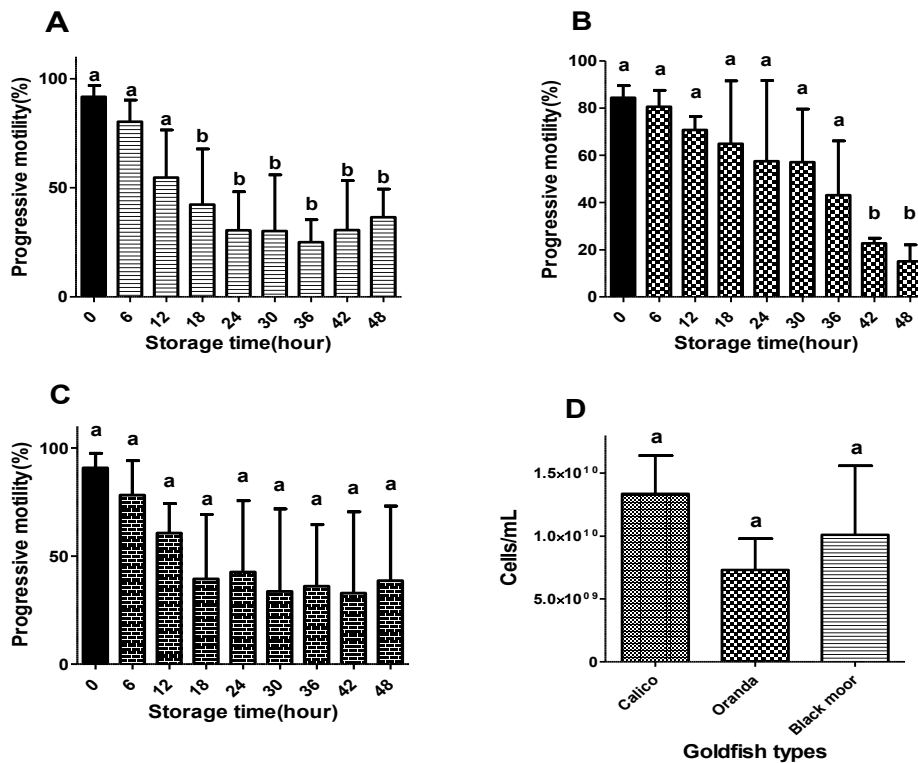 A
a
a
a
b
b
b
b
b
b
100
50
0
Progressive motility(%)
0 6 12 18 24 30 36 42 48
Storage time(hour)
B
a
a
a
a
a
a
a
b
b
100
80
60
40
20
0
Progressive motility(%)
0 6 12 18 24 30 36 42 48
Storage time(hour)
C
a
a
a
a
a
a
a
a
a
100
50
0
Progressive motility(%)
0 6 12 18 24 30 36 42 48
Storage time(hour)
D
a
a
a
1.5×10¹⁰
1.0×10¹⁰
5.0×10⁰⁹
0
Cells/mL
Calico
Oranda
Black moor
Goldfish types